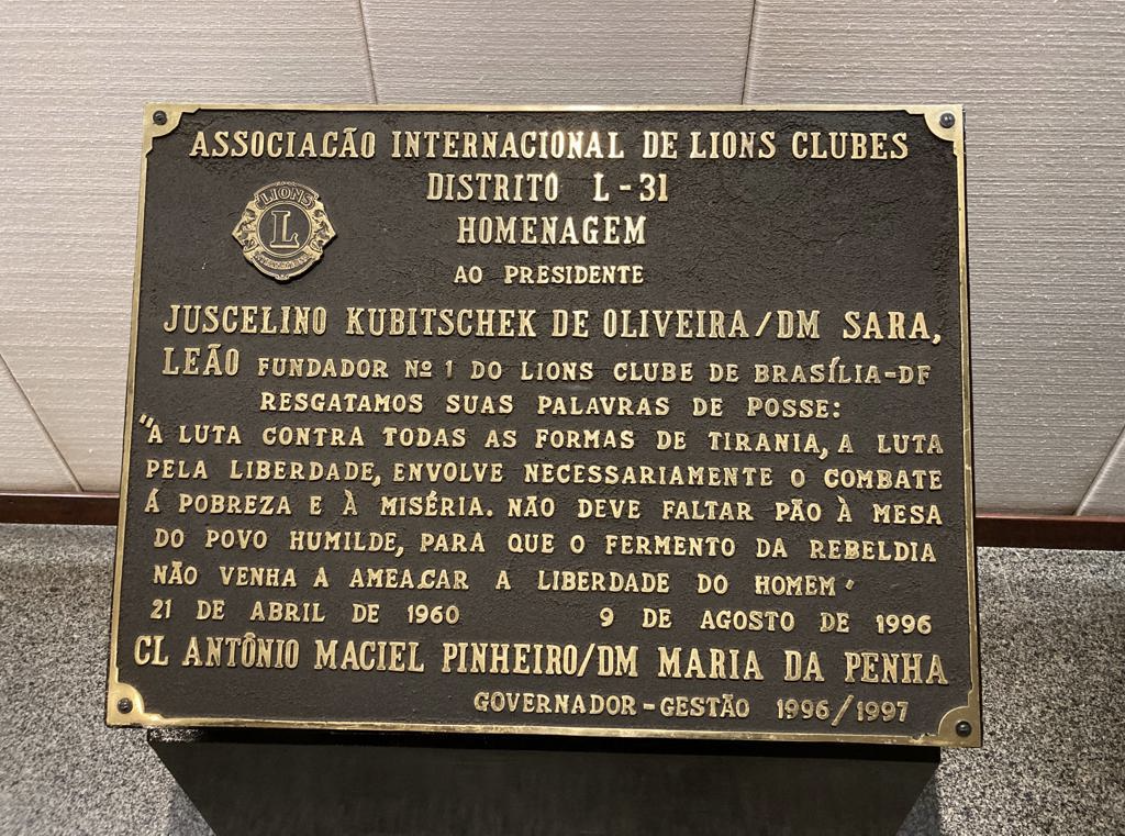 ASSOCIAÇÃO INTERNACIONAL DE LIONS CLUBES
DISTRITO L-31
LIONS
L
INTERNATIONAL
HOMENAGEM
AO PRESIDENTE
JUSCELINO KUBITSCHEK DE OLIVEIRA/DM SARA,
LEÃO FUNDADOR Nº 1 DO LIONS CLUBE DE BRASÍLIA-DF
RESGATAMOS SUAS PALAVRAS DE POSSE:
"A LUTA CONTRA TODAS AS FORMAS DE TIRANIA, A LUTA
PELA LIBERDADE, ENVOLVE NECESSARIAMENTE O COMBATE
Á POBREZA E À MISÉRIA. NÃO DEVE FALTAR PÃO À MESA
DO POVO HUMILDE, PARA QUE O FERMENTO DA REBELDIA
NÃO VENHA A AMEAÇAR A LIBERDADE DO HOMEM"
21 DE ABRIL DE 1960 9 DE AGOSTO DE 1996
CL ANTÔNIO MACIEL PINHEIRO/DM MARIA DA PENHA
GOVERNADOR-GESTÃO 1996/1997